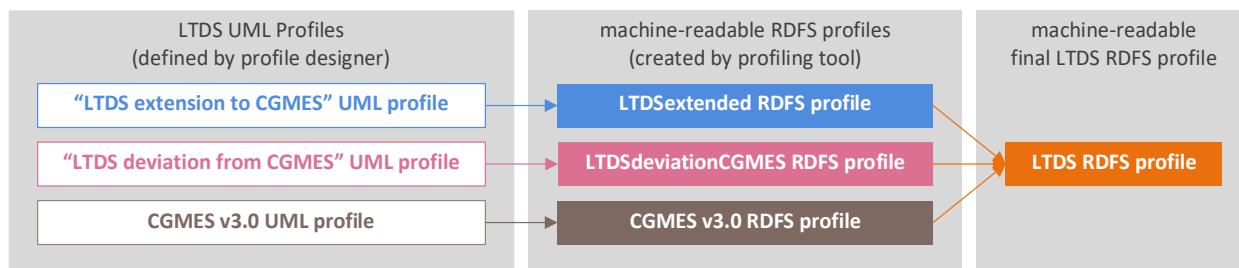 LTDS UML Profiles
(defined by profile designer)
machine-readable RDFS profiles
(created by profiling tool)
machine-readable
final LTDS RDFS profile
“LTDS extension to CGMES” UML profile
LTDSextended RDFS profile
“LTDS deviation from CGMES” UML profile
LTDSdeviationCGMES RDFS profile
LTDS RDFS profile
CGMES v3.0 UML profile
CGMES v3.0 RDFS profile